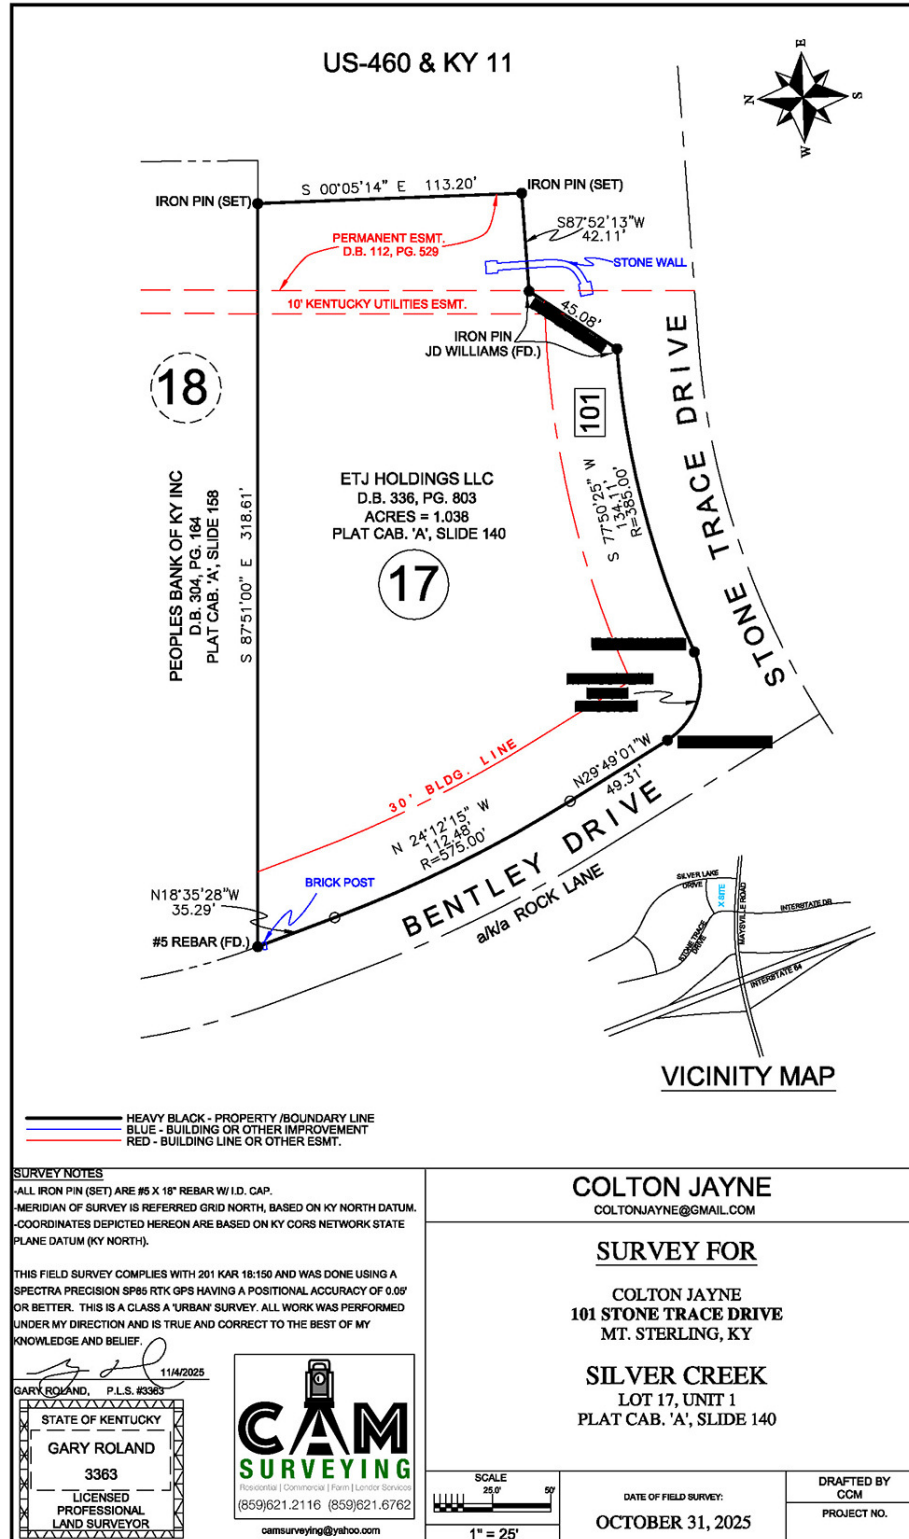 US-460 & KY 11
E
N
S
W
S 00°05'14" E 113.20'
IRON PIN (SET)
IRON PIN (SET)
S87°52'13"W
42.11'
PERMANENT ESMT.
D.B. 112, PG. 529
STONE WALL
10' KENTUCKY UTILITIES ESMT.
45.08'
IRON PIN
JD WILLIAMS (FD.)
18
101
STONE TRACE DRIVE
PEOPLES BANK OF KY INC
D.B. 304, PG. 164
PLAT CAB. 'A', SLIDE 158
S 87°51'00" E 318.61'
ETJ HOLDINGS LLC
D.B. 336, PG. 803
ACRES = 1.038
PLAT CAB. 'A', SLIDE 140
17
S 77°50'25" W
134.11'
R=385.00'
30' BLDG. LINE
N29°49'01"W
49.31'
N 24°12'15" W
112.48'
R=575.00'
BENTLEY DRIVE
a/k/a ROCK LANE
BRICK POST
N18°35'28"W
35.29'
#5 REBAR (FD.)
SILVER LAKE
DRIVE
X SITE
MAYSVILLE ROAD
INTERSTATE DR
STONE TRACE
DRIVE
INTERSTATE 64
VICINITY MAP
HEAVY BLACK - PROPERTY /BOUNDARY LINE
BLUE - BUILDING OR OTHER IMPROVEMENT
RED - BUILDING LINE OR OTHER ESMT.
SURVEY NOTES
-ALL IRON PIN (SET) ARE #5 X 18" REBAR W/ I.D. CAP.
-MERIDIAN OF SURVEY IS REFERRED GRID NORTH, BASED ON KY NORTH DATUM.
-COORDINATES DEPICTED HEREON ARE BASED ON KY CORS NETWORK STATE
PLANE DATUM (KY NORTH).
THIS FIELD SURVEY COMPLIES WITH 201 KAR 18:150 AND WAS DONE USING A
SPECTRA PRECISION SP85 RTK GPS HAVING A POSITIONAL ACCURACY OF 0.05'
OR BETTER. THIS IS A CLASS A 'URBAN' SURVEY. ALL WORK WAS PERFORMED
UNDER MY DIRECTION AND IS TRUE AND CORRECT TO THE BEST OF MY
KNOWLEDGE AND BELIEF.
11/4/2025
GARY ROLAND, P.L.S. #3363
STATE OF KENTUCKY
GARY ROLAND
3363
LICENSED
PROFESSIONAL
LAND SURVEYOR
CAM
SURVEYING
Residential | Commercial | Farm | Lender Services
(859)621.2116 (859)621.6762
camsurveying@yahoo.com
COLTON JAYNE
COLTONJAYNE@GMAIL.COM
SURVEY FOR
COLTON JAYNE
101 STONE TRACE DRIVE
MT. STERLING, KY
SILVER CREEK
LOT 17, UNIT 1
PLAT CAB. 'A', SLIDE 140
SCALE
25.0' 50'
1" = 25'
DATE OF FIELD SURVEY:
OCTOBER 31, 2025
DRAFTED BY
CCM
PROJECT NO.